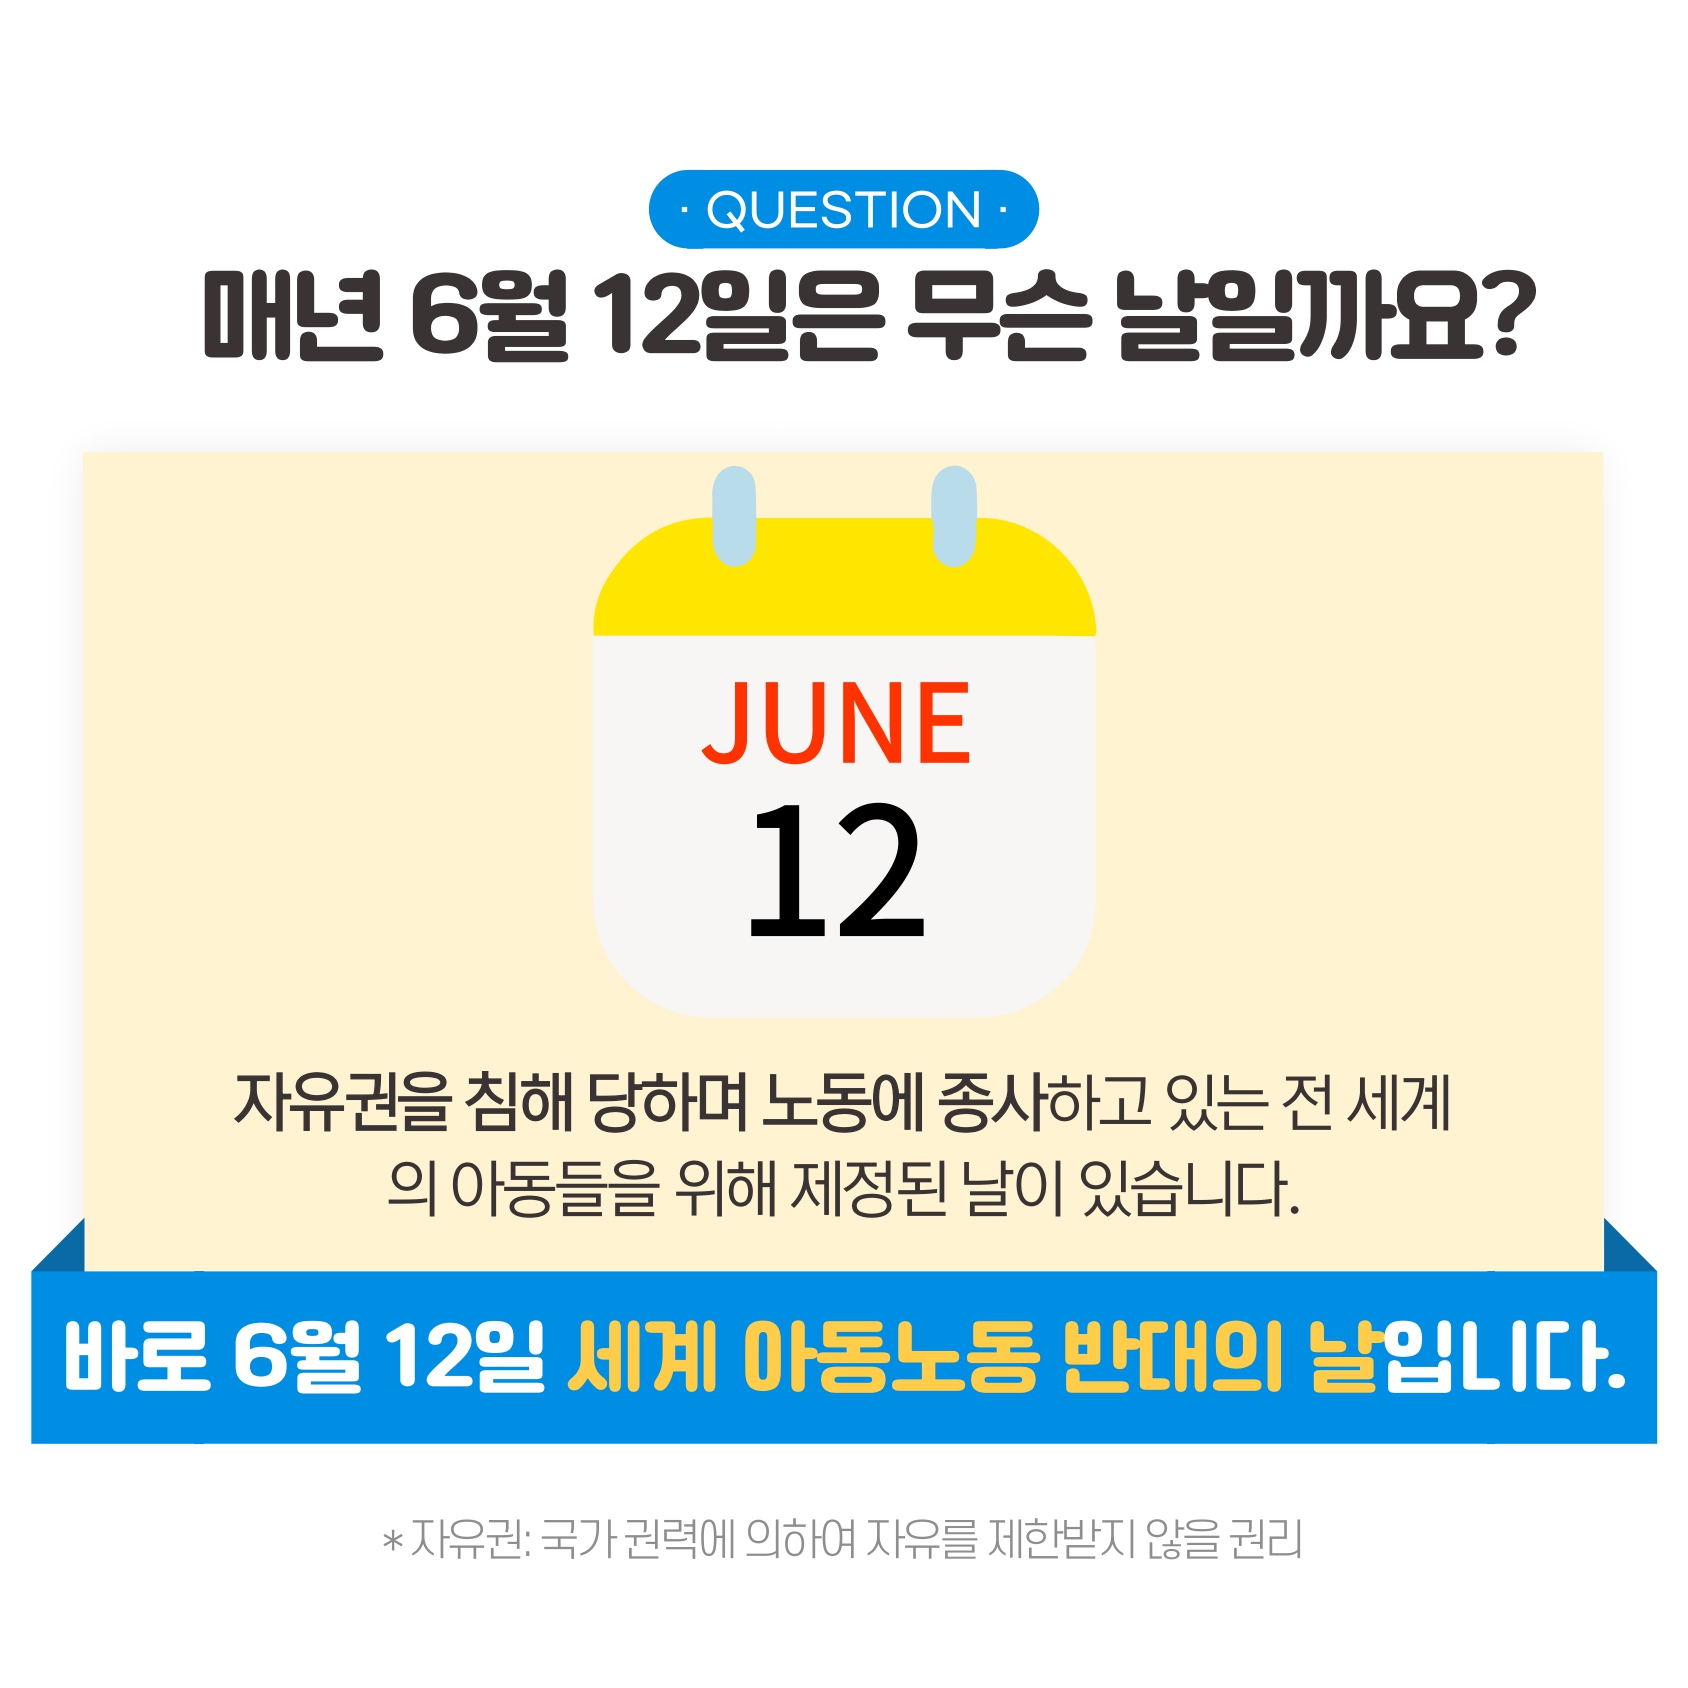 · QUESTION ·
매년 6월 12일은 무슨 날일까요?
JUNE
12
자유권을 침해 당하며 노동에 종사하고 있는 전 세계
의 아동들을 위해 제정된 날이 있습니다.
바로 6월 12일 세계 아동노동 반대의 날입니다.
* 자유권: 국가 권력에 의하여 자유를 제한받지 않을 권리